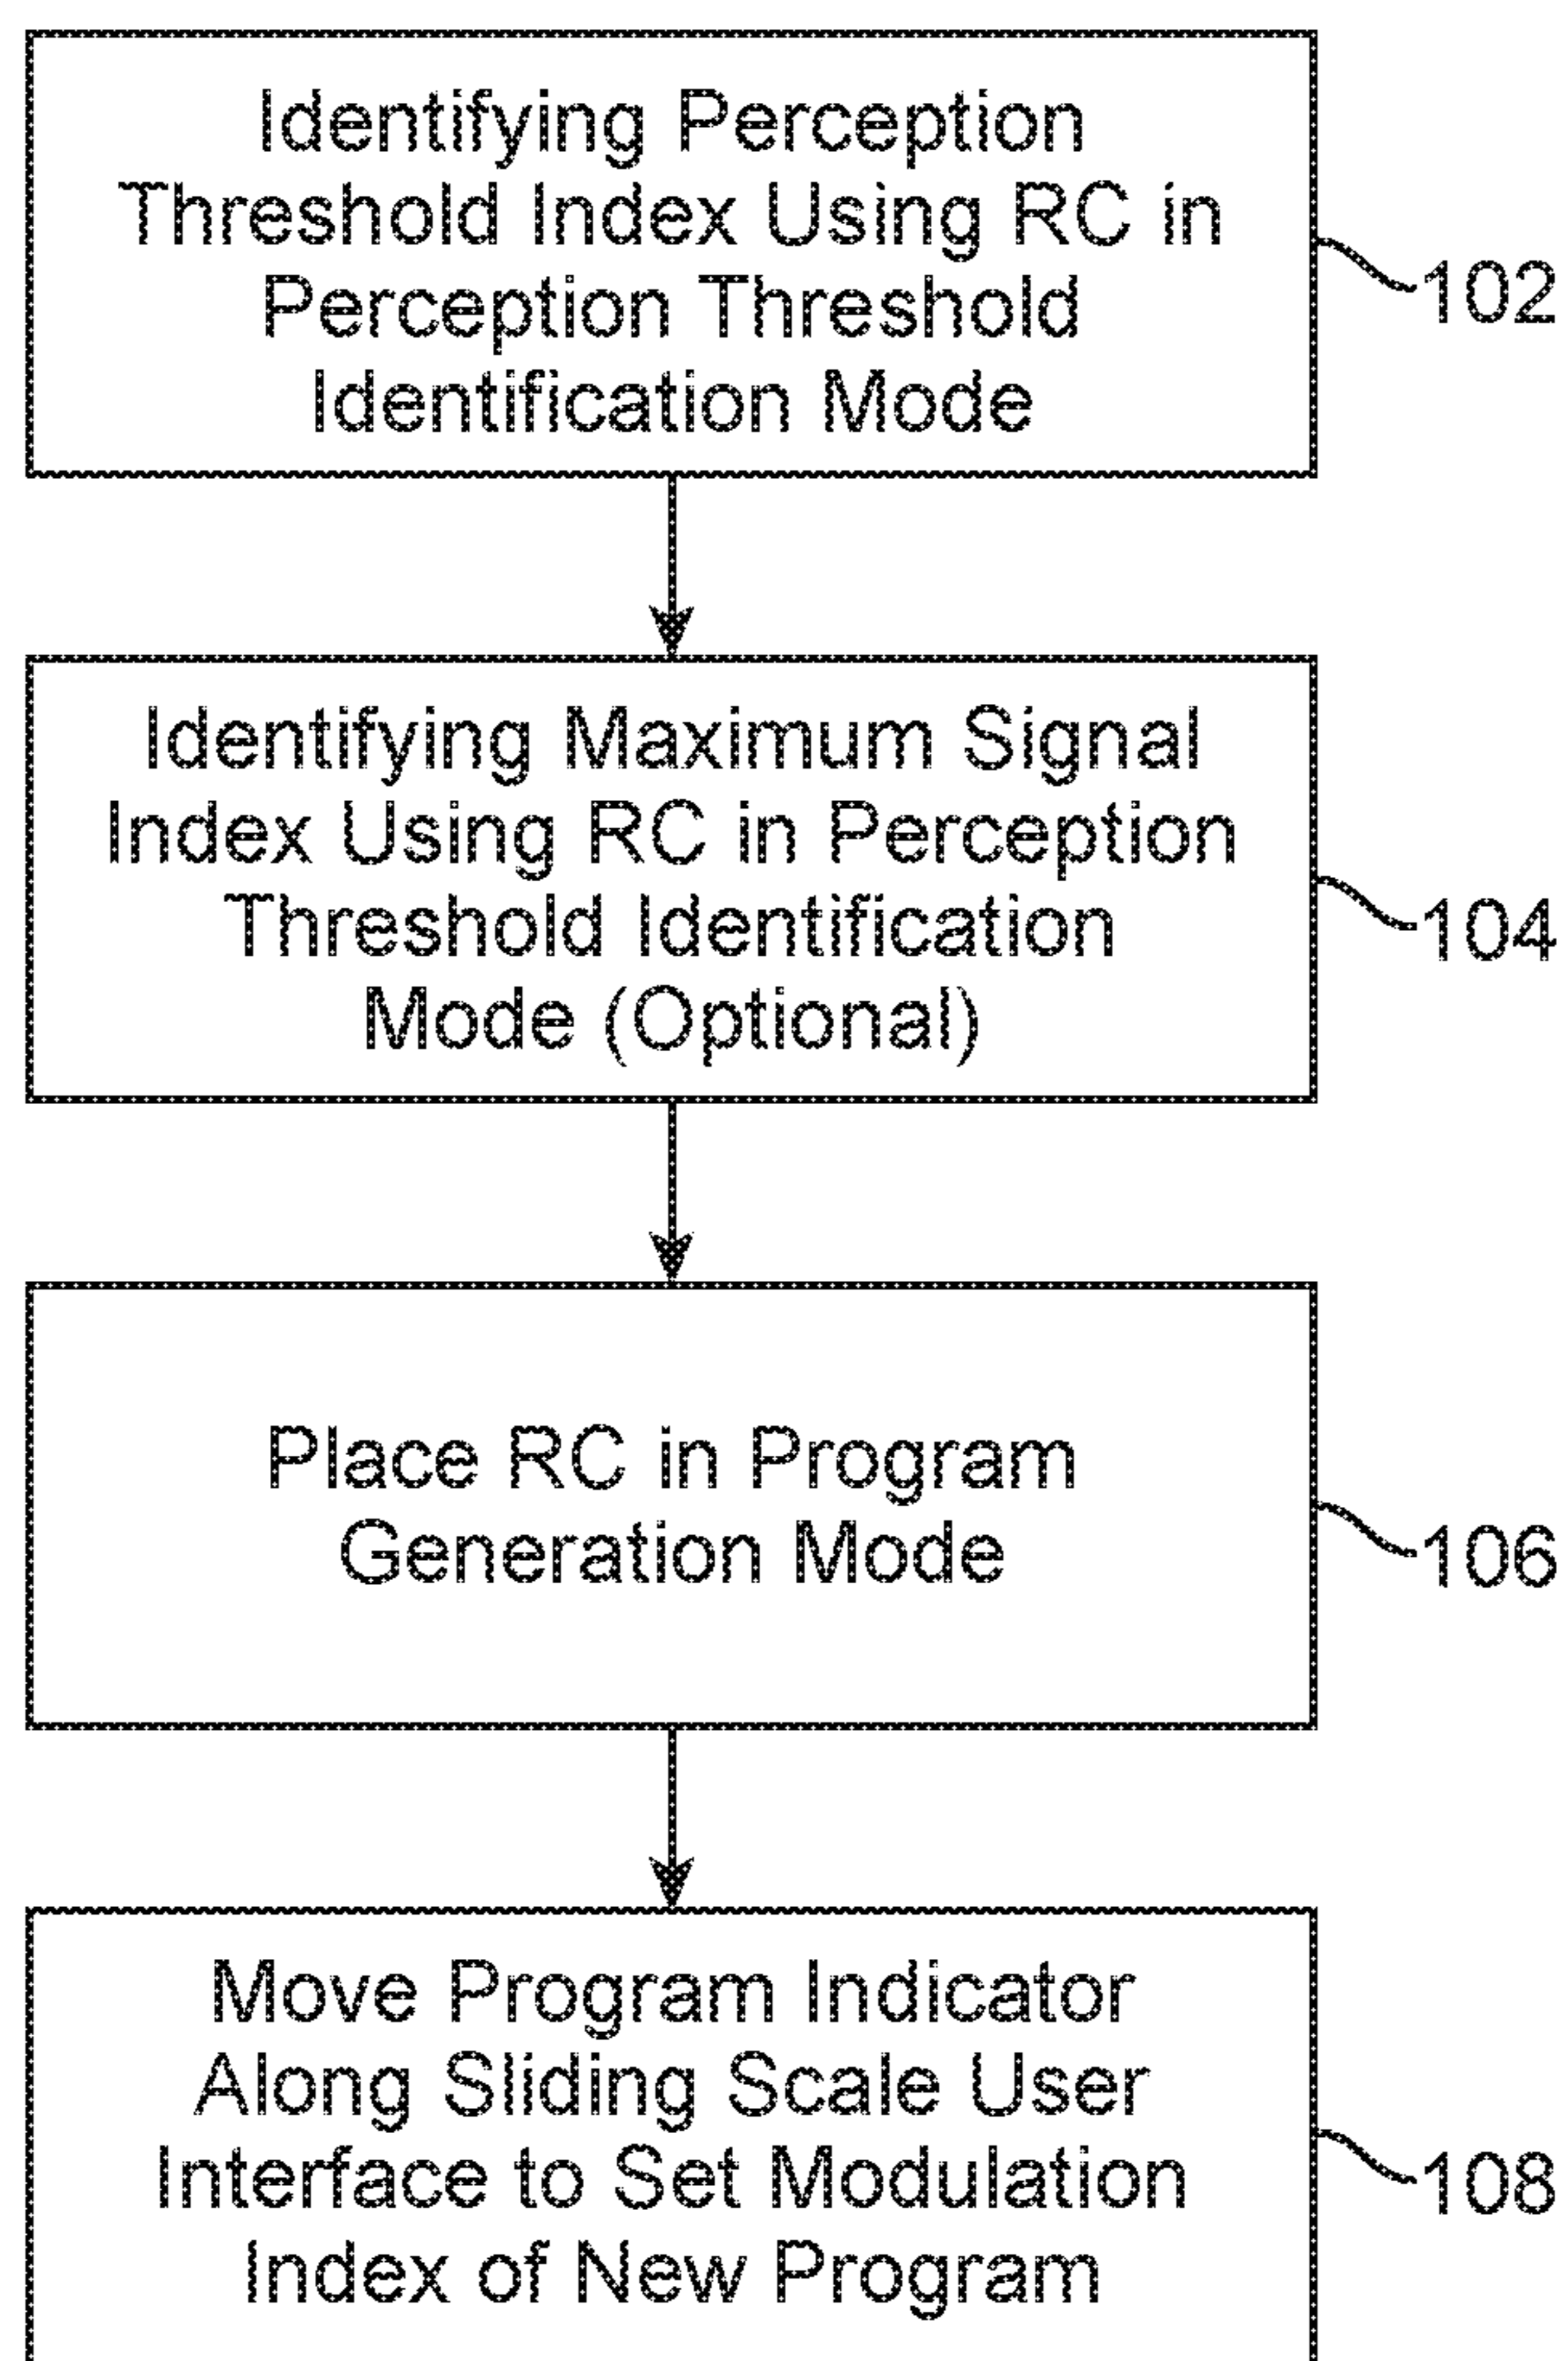 Identifying Perception
Threshold Index Using RC in
Perception Threshold
Identification Mode
102
Identifying Maximum Signal
Index Using RC in Perception
Threshold Identification
Mode (Optional)
104
Place RC in Program
Generation Mode
106
Move Program Indicator
Along Sliding Scale User
Interface to Set Modulation
Index of New Program
108